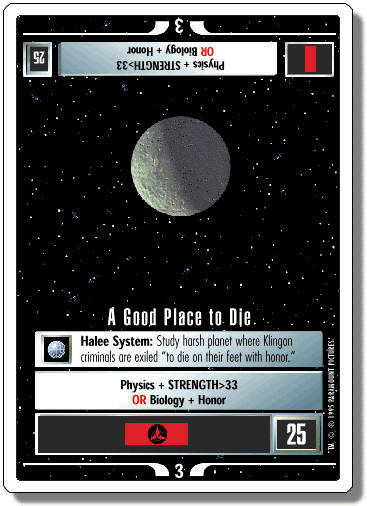 3
25
Physics + STRENGTH>33
OR Biology + Honor
A Good Place to Die
Halee System: Study harsh planet where Klingon
criminals are exiled “to die on their feet with honor.”
Physics + STRENGTH>33
OR Biology + Honor
25
3
TM, ©, ® 1995 PARAMOUNT PICTURES.